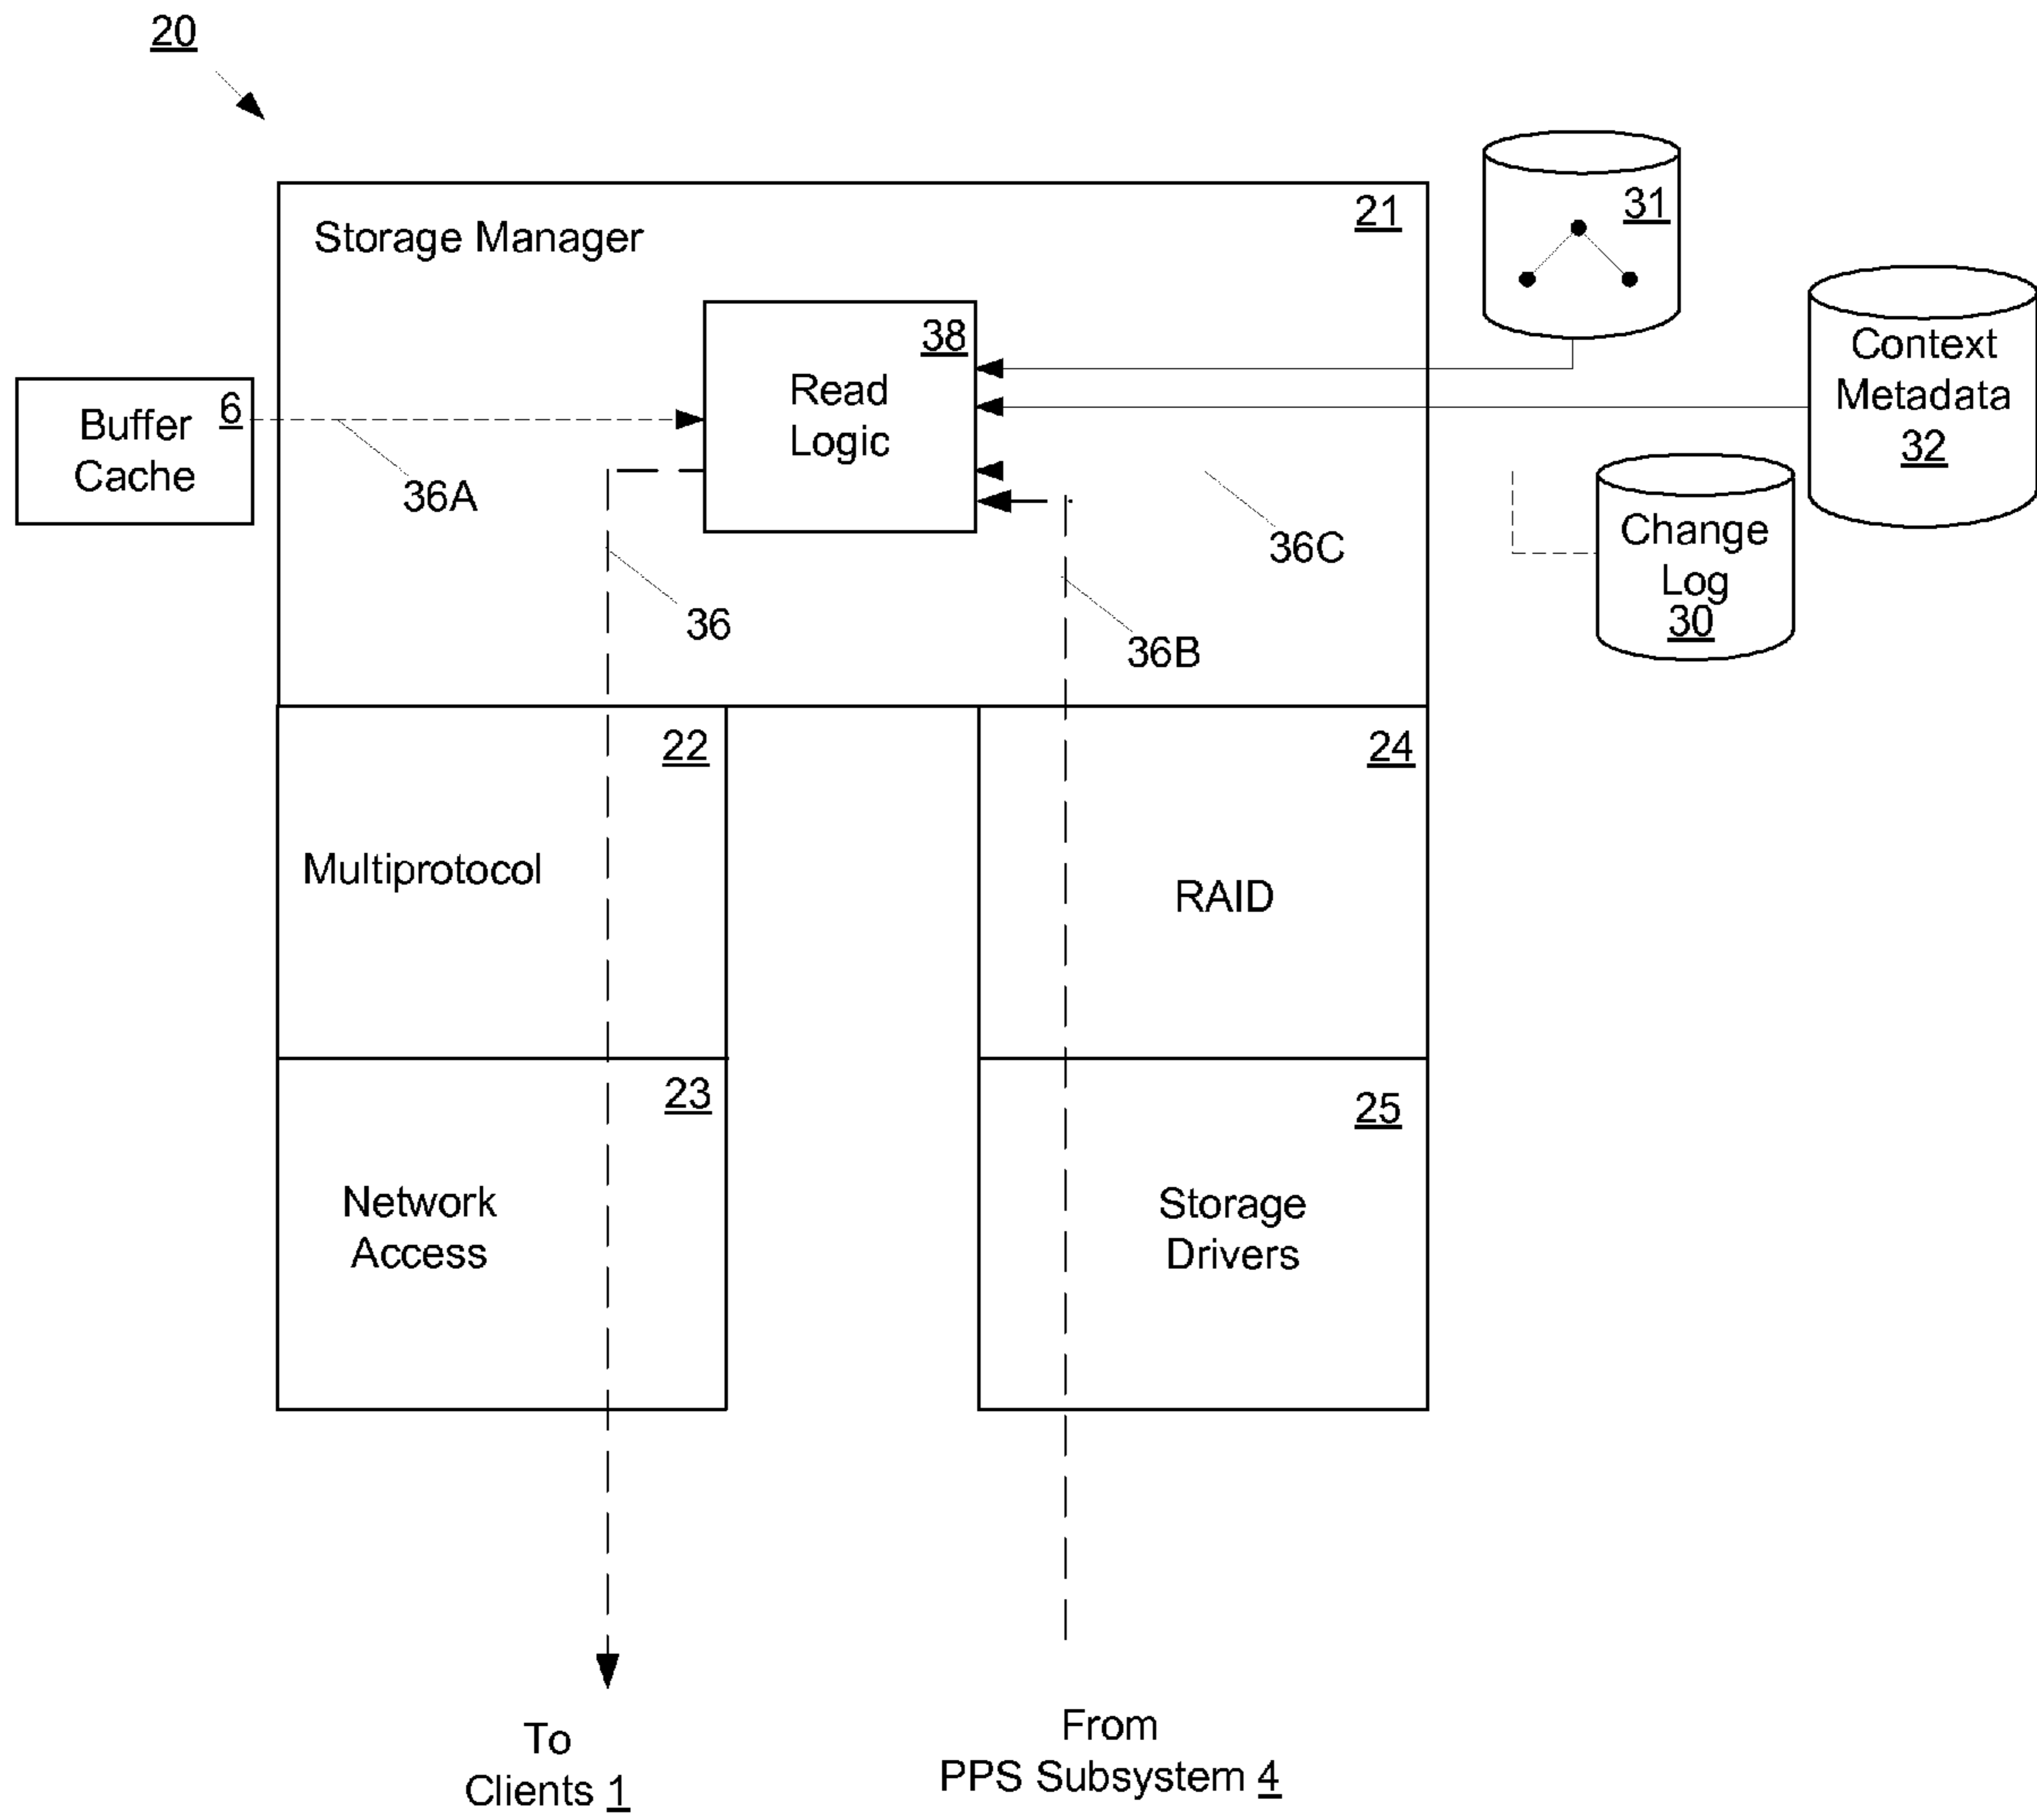 20
21
Storage Manager
31
38
Read
Logic
Context
Metadata
32
6
Buffer
Cache
36A
36C
Change
Log
30
36
36B
22
24
Multiprotocol
RAID
23
25
Network
Access
Storage
Drivers
To
Clients 1
From
PPS Subsystem 4